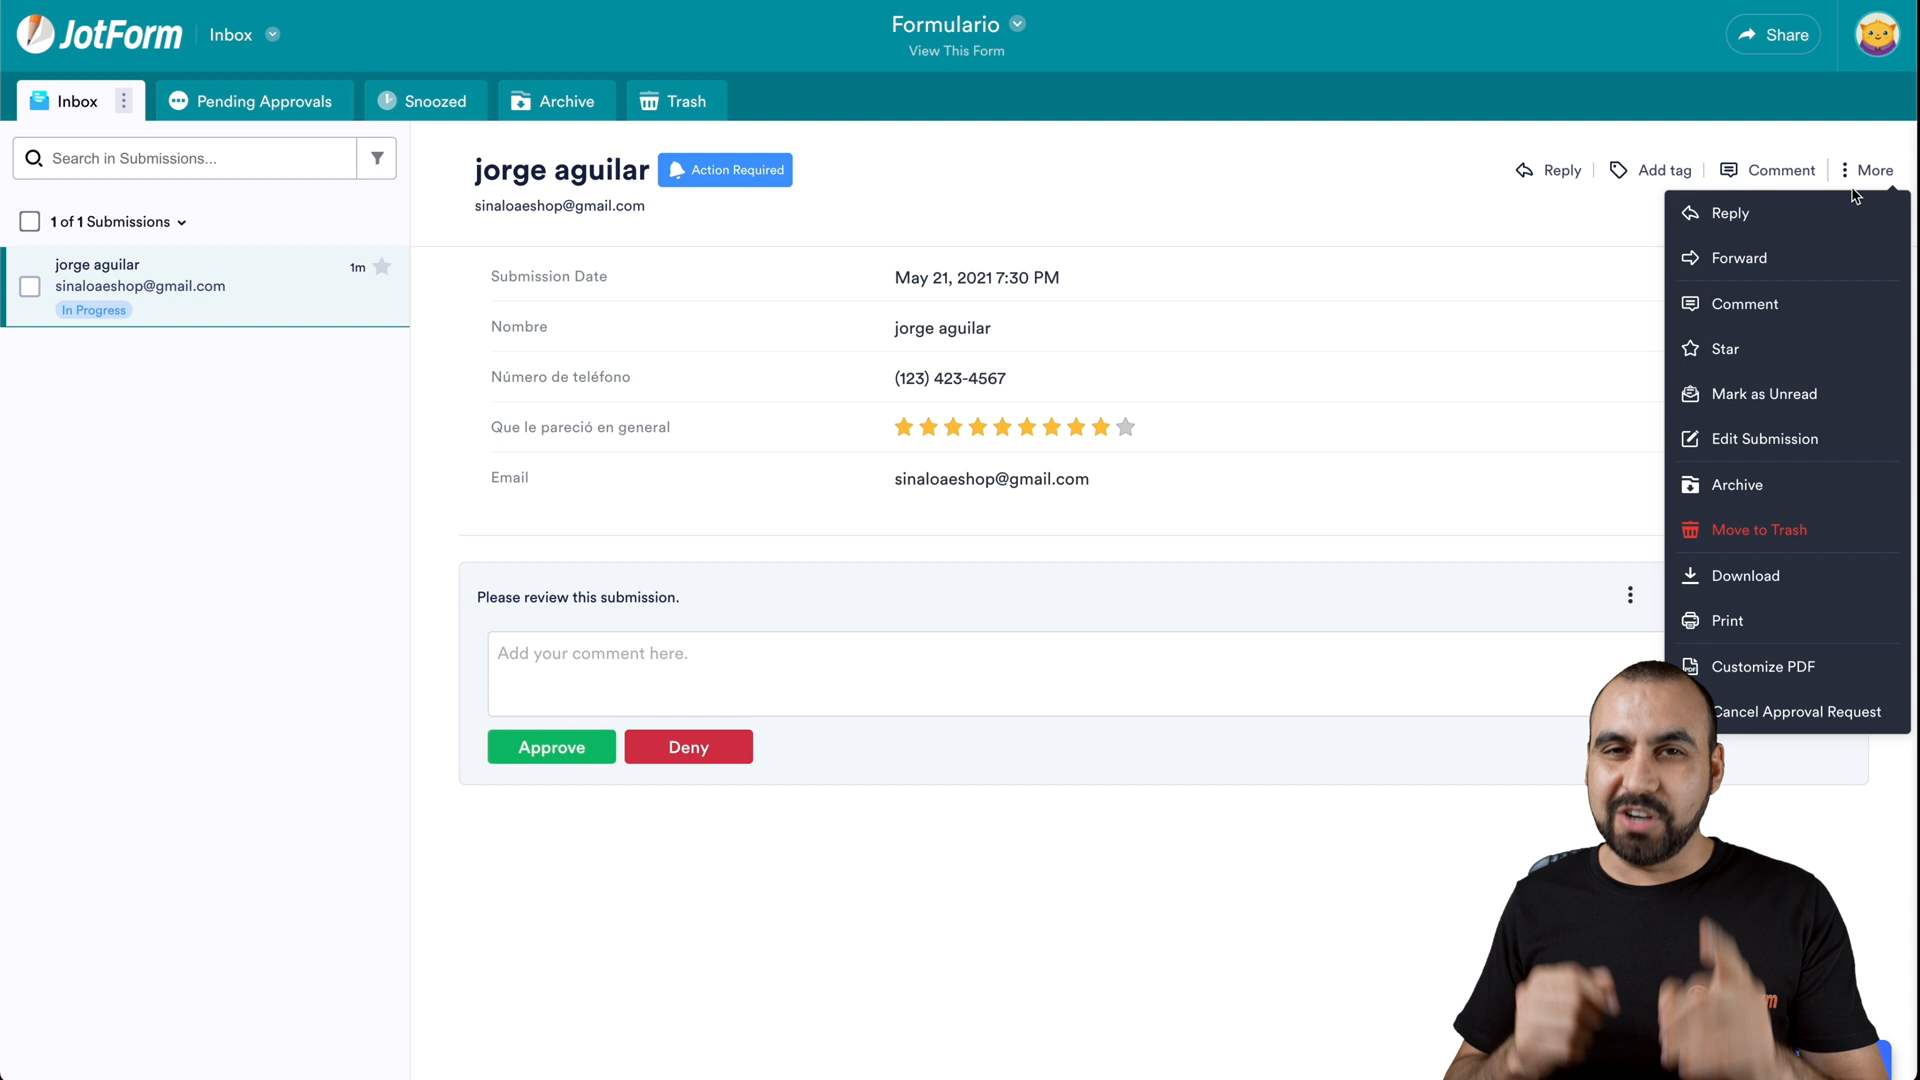 JotForm
Inbox
Formulario
View This Form
Share
Inbox
Pending Approvals
Snoozed
Archive
Trash
Search in Submissions...
1 of 1 Submissions
jorge aguilar
1m
sinaloaeshop@gmail.com
In Progress
jorge aguilar
Action Required
sinaloaeshop@gmail.com
Reply
Add tag
Comment
More
Submission Date
May 21, 2021 7:30 PM
Nombre
jorge aguilar
Número de teléfono
(123) 423-4567
Que le pareció en general
Email
sinaloaeshop@gmail.com
Please review this submission.
Add your comment here.
Approve
Deny
Reply
Forward
Comment
Star
Mark as Unread
Edit Submission
Archive
Move to Trash
Download
Print
Customize PDF
Cancel Approval Request